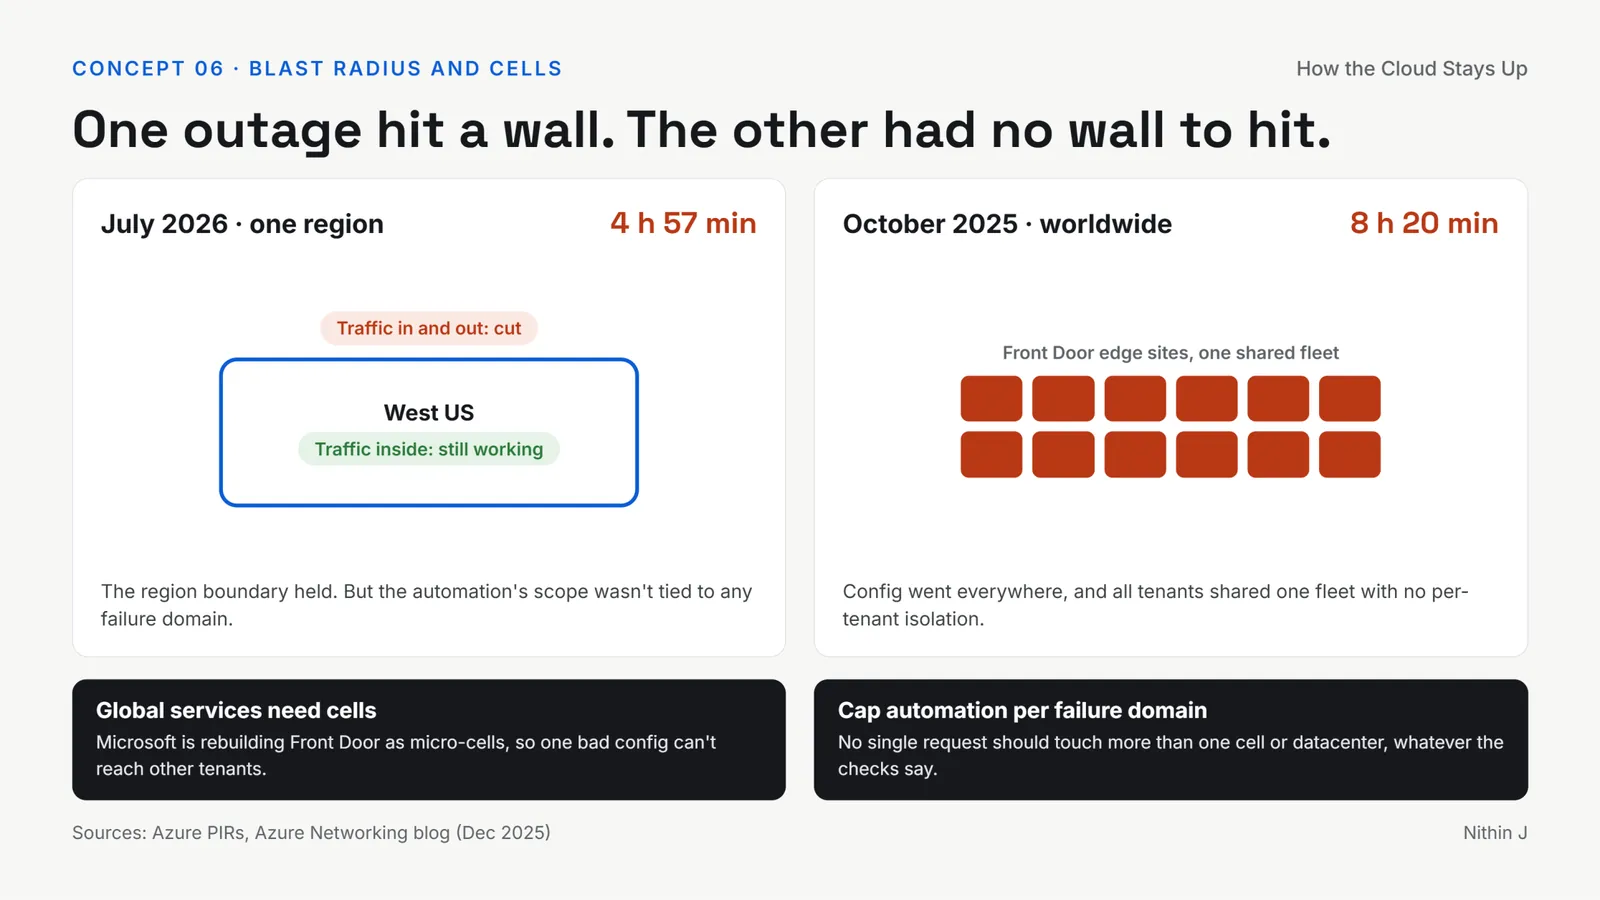 CONCEPT 06 · BLAST RADIUS AND CELLS
How the Cloud Stays Up
One outage hit a wall. The other had no wall to hit.
July 2026 · one region
4 h 57 min
Traffic in and out: cut
West US
Traffic inside: still working
The region boundary held. But the automation's scope wasn't tied to any
failure domain.
October 2025 · worldwide
8 h 20 min
Front Door edge sites, one shared fleet
Config went everywhere, and all tenants shared one fleet with no per-
tenant isolation.
Global services need cells
Microsoft is rebuilding Front Door as micro-cells, so one bad config can't
reach other tenants.
Cap automation per failure domain
No single request should touch more than one cell or datacenter, whatever the
checks say.
Sources: Azure PIRs, Azure Networking blog (Dec 2025)
Nithin J